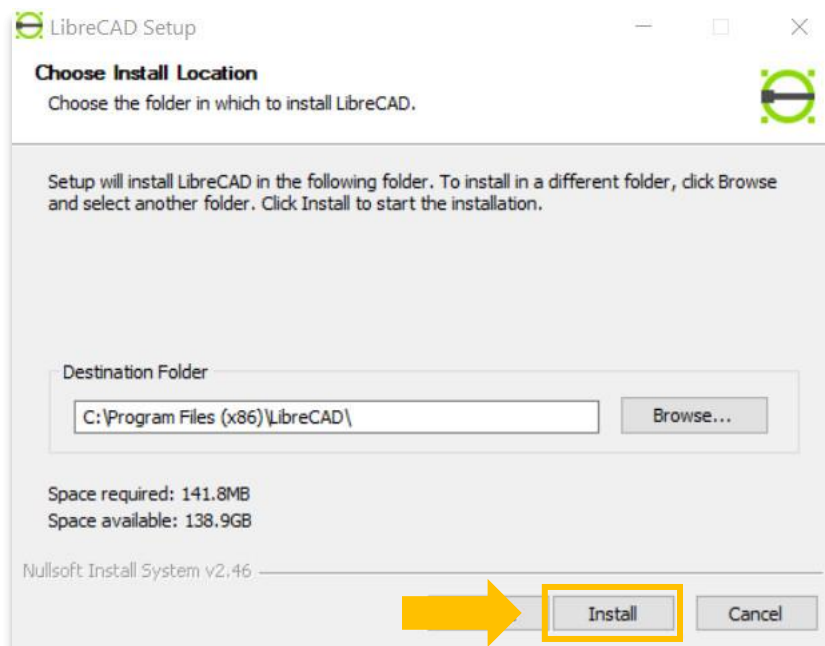 LibreCAD Setup
Choose Install Location
Choose the folder in which to install LibreCAD.
Setup will install LibreCAD in the following folder. To install in a different folder, click Browse
and select another folder. Click Install to start the installation.
Destination Folder
C:\Program Files (x86)\LibreCAD\
Browse...
Space required: 141.8MB
Space available: 138.9GB
Nullsoft Install System v2.46
Install
Cancel